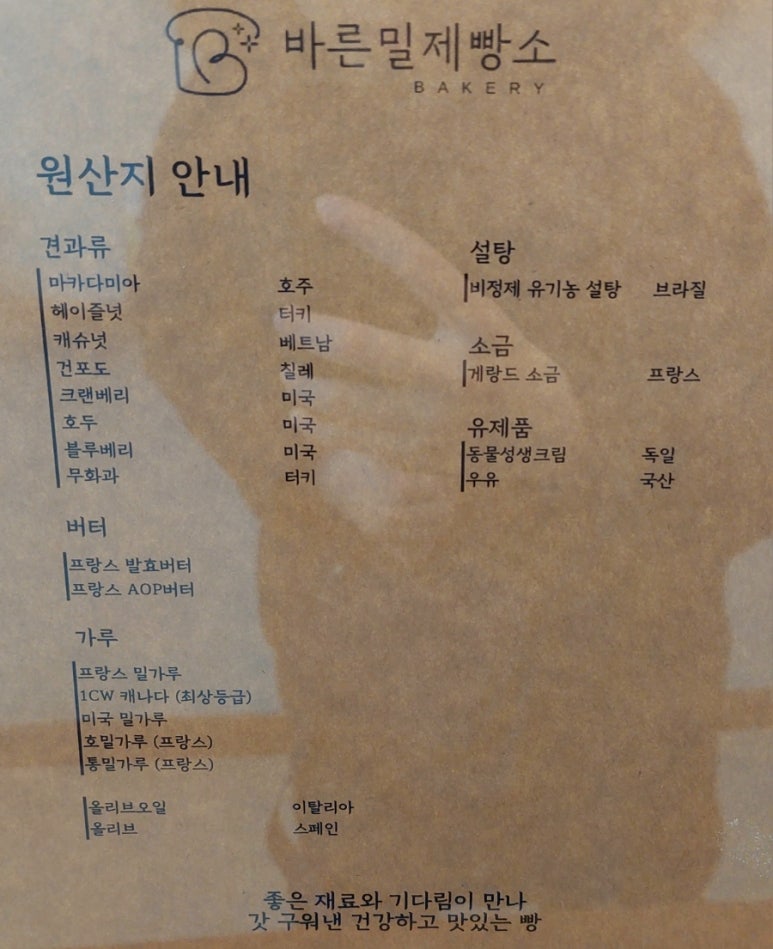 바른밀제빵소
BAKERY
원산지 안내
견과류
마카다미아 호주
헤이즐넛 터키
캐슈넛 베트남
건포도 칠레
크랜베리 미국
호두 미국
블루베리 미국
무화과 터키
버터
프랑스 발효버터
프랑스 AOP버터
가루
프랑스 밀가루
1CW 캐나다 (최상등급)
미국 밀가루
호밀가루 (프랑스)
통밀가루 (프랑스)
올리브오일 이탈리아
올리브 스페인
설탕
비정제 유기농 설탕 브라질
소금
게랑드 소금 프랑스
유제품
동물성생크림 독일
우유 국산
좋은 재료와 기다림이 만나
갓 구워낸 건강하고 맛있는 빵